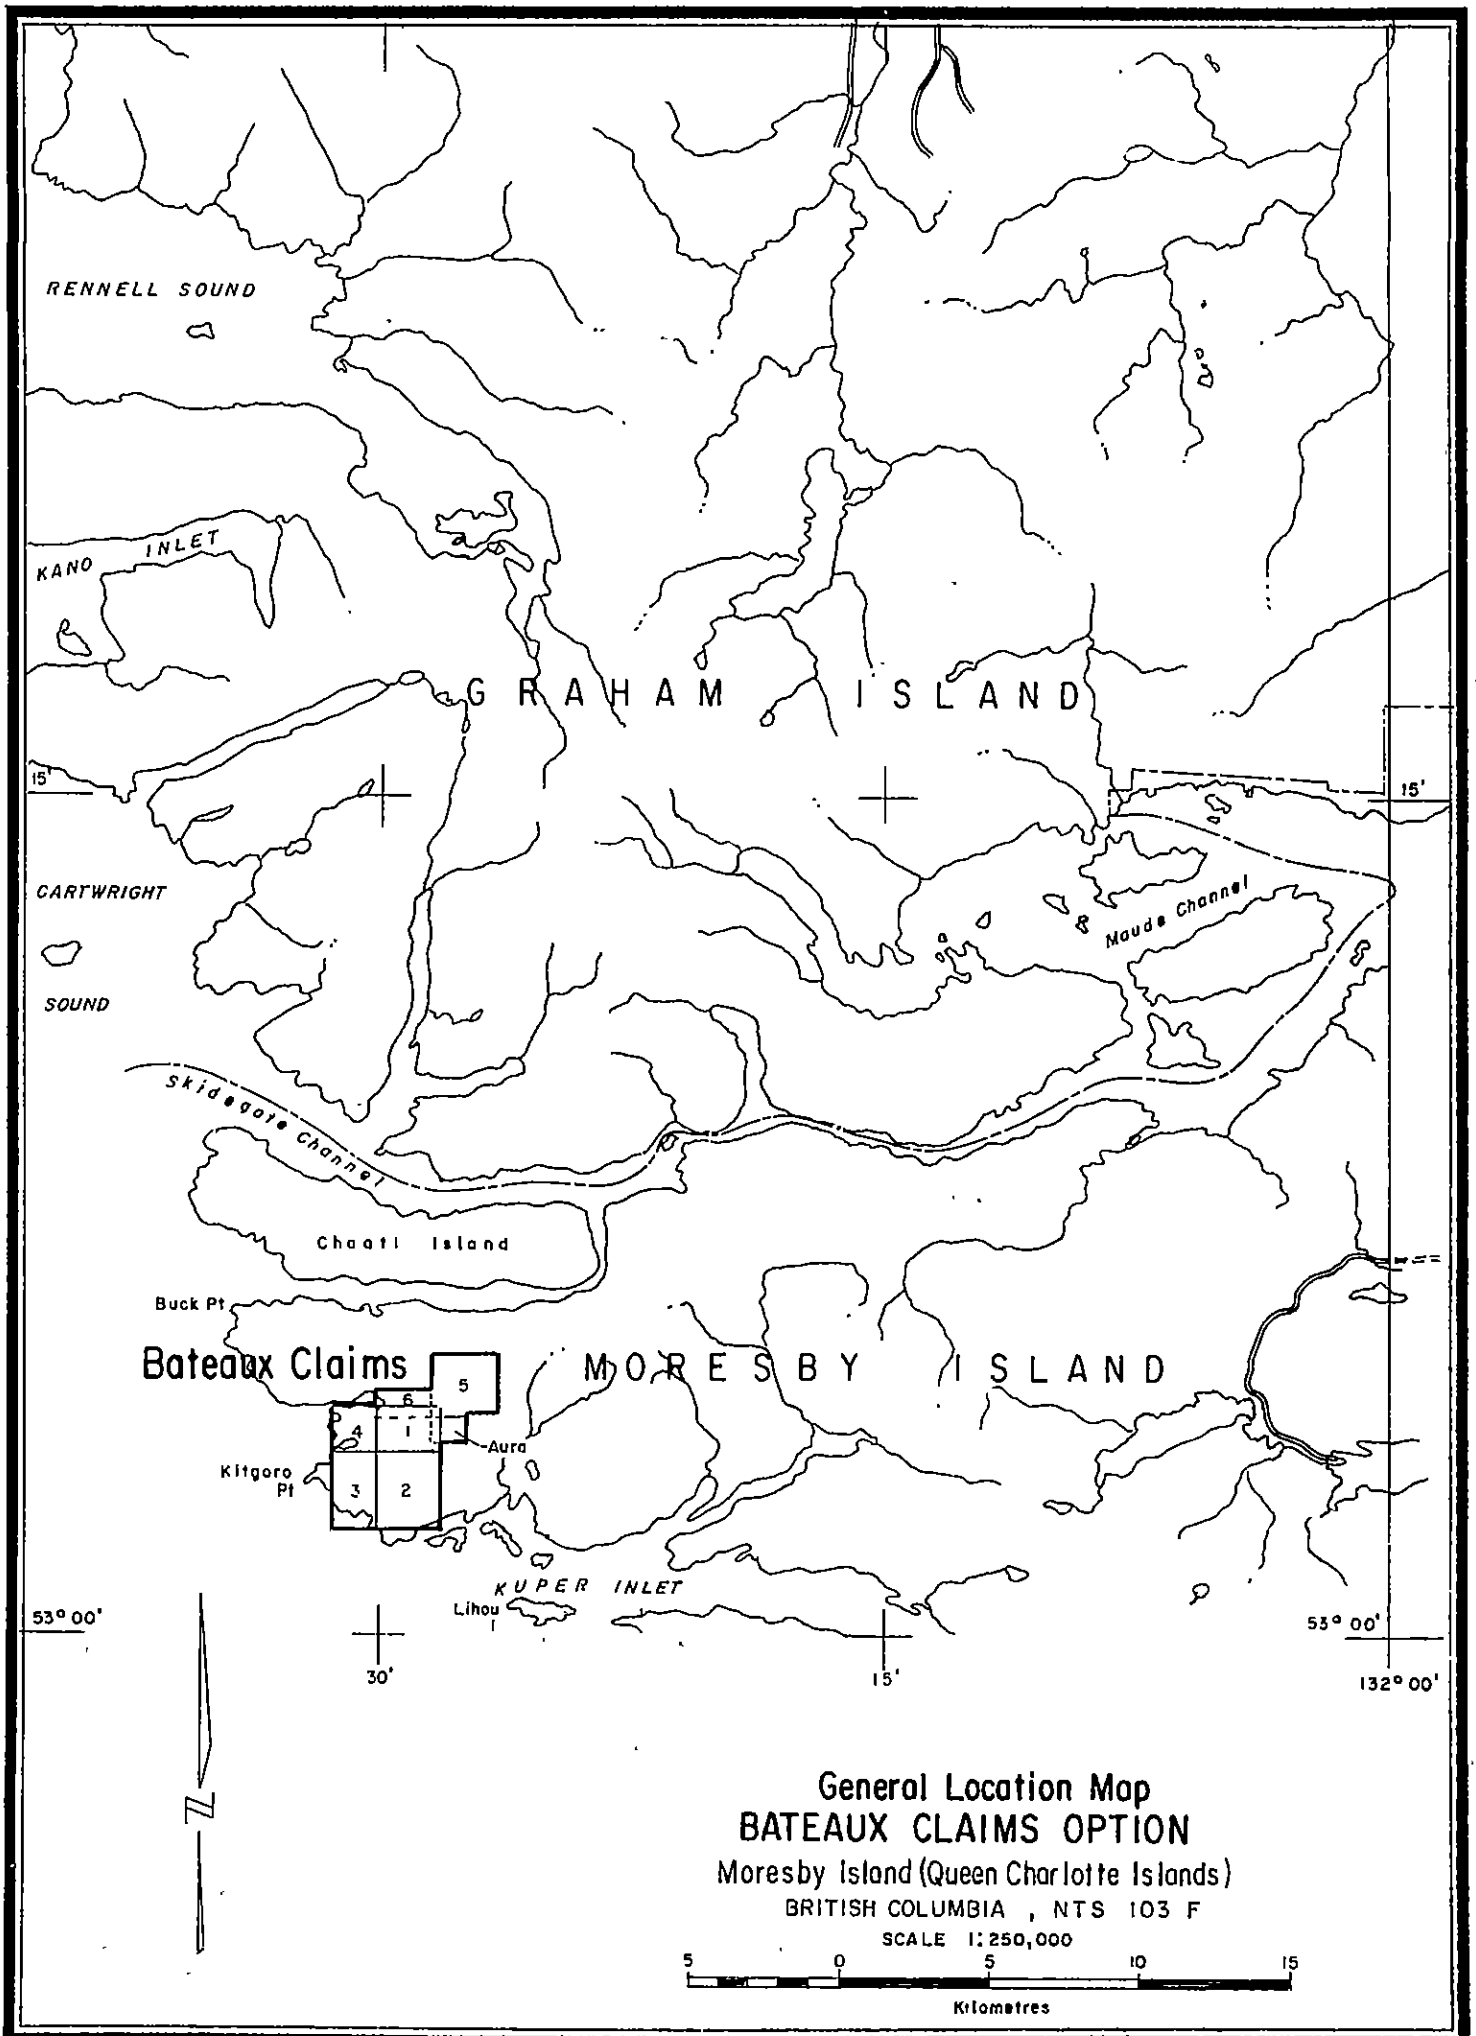 RENNELL SOUND
KANO INLET
GRAHAM ISLAND
15'
15'
CARTWRIGHT
SOUND
Maude Channel
Skidegate Channel
Chaatl Island
Buck Pt
Bateaux Claims
MORESBY ISLAND
5
6
4
1
Aura
Kitgoro
Pt
3
2
KUPER INLET
Lihou
I
53° 00'
53° 00'
30'
15'
132° 00'
N
General Location Map
BATEAUX CLAIMS OPTION
Moresby Island (Queen Charlotte Islands)
BRITISH COLUMBIA , NTS 103 F
SCALE 1:250,000
5 0 5 10 15
Kilometres